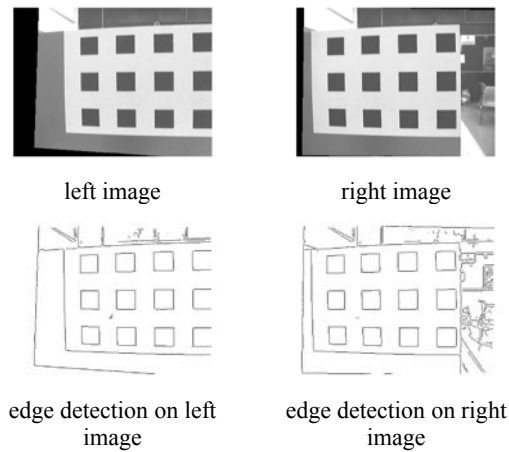 left image
right image
edge detection on left
image
edge detection on right
image